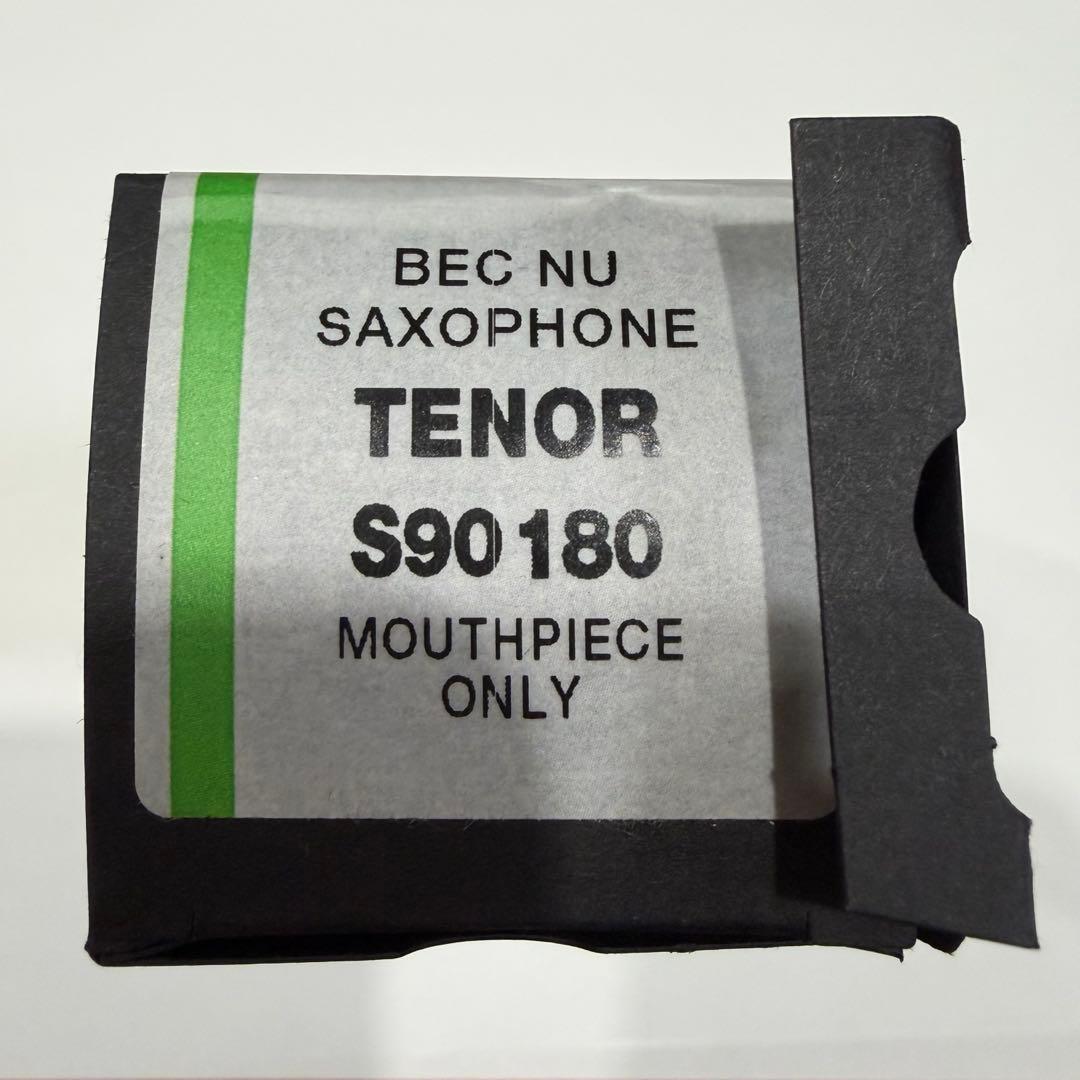 BEC NU
SAXOPHONE
TENOR
S90 180
MOUTHPIECE
ONLY